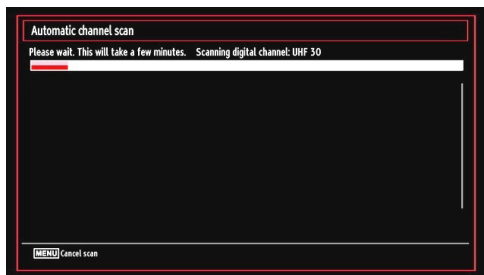 Automatic channel scan
Please wait. This will take a few minutes. Scanning digital channel: UHF 30
MENU Cancel scan